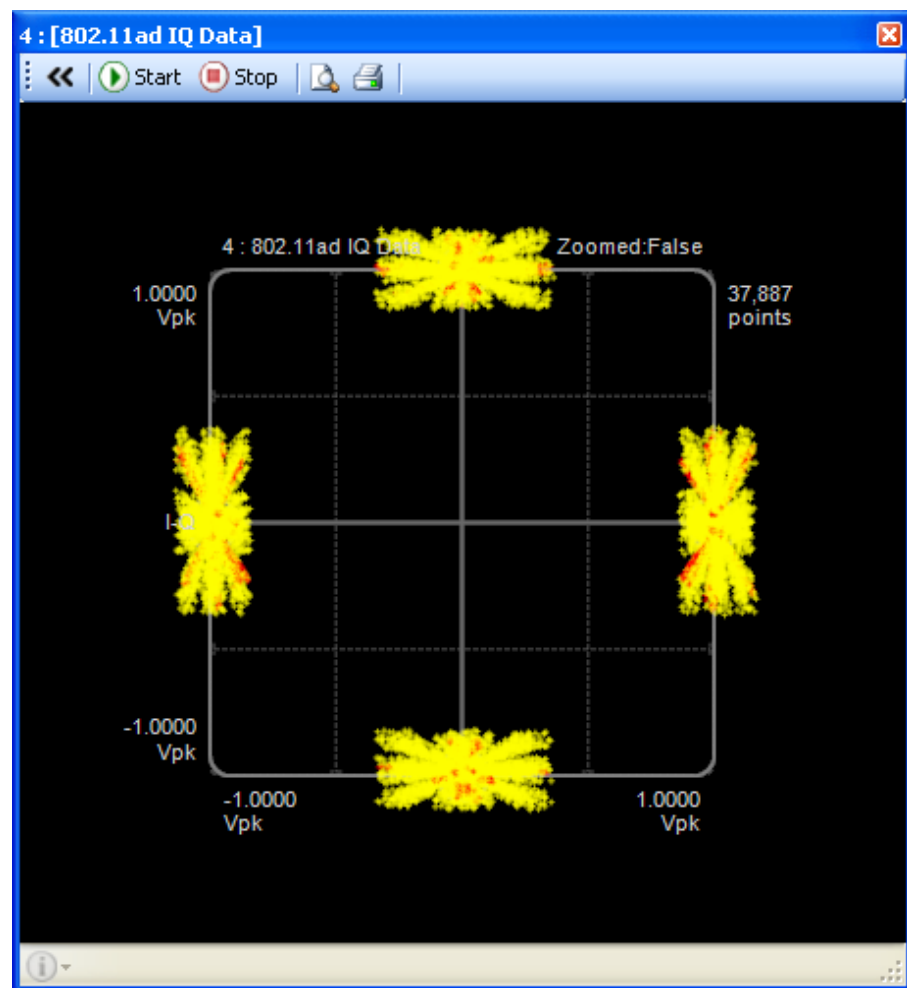 4 : [802.11ad IQ Data]
Start Stop
4 : 802.11ad IQ Data Zoomed:False
1.0000
Vpk
37,887
points
I-Q
-1.0000
Vpk
-1.0000
Vpk
1.0000
Vpk